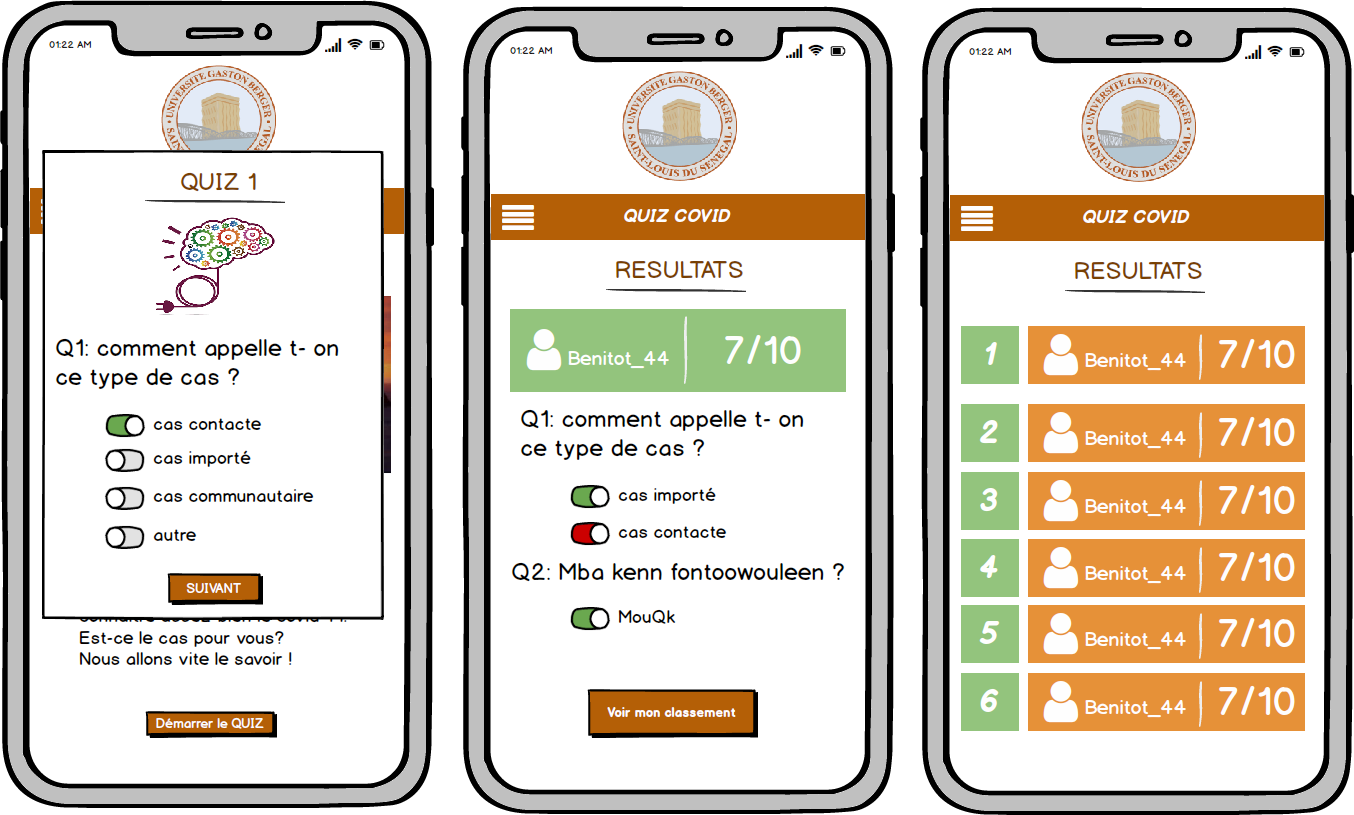 01:22 AM
UNIVERSITE GASTON BERGER
SAINT-LOUIS DU SENEGAL
QUIZ 1
Q1: comment appelle t- on
ce type de cas ?
cas contacte
cas importé
cas communautaire
autre
SUIVANT
Est-ce le cas pour vous?
Nous allons vite le savoir !
Démarrer le QUIZ
01:22 AM
UNIVERSITE GASTON BERGER
SAINT-LOUIS DU SENEGAL
QUIZ COVID
RESULTATS
Benitot_44 7/10
Q1: comment appelle t- on
ce type de cas ?
cas importé
cas contacte
Q2: Mba kenn fontoowouleen ?
MouQk
Voir mon classement
01:22 AM
UNIVERSITE GASTON BERGER
SAINT-LOUIS DU SENEGAL
QUIZ COVID
RESULTATS
1 Benitot_44 7/10
2 Benitot_44 7/10
3 Benitot_44 7/10
4 Benitot_44 7/10
5 Benitot_44 7/10
6 Benitot_44 7/10